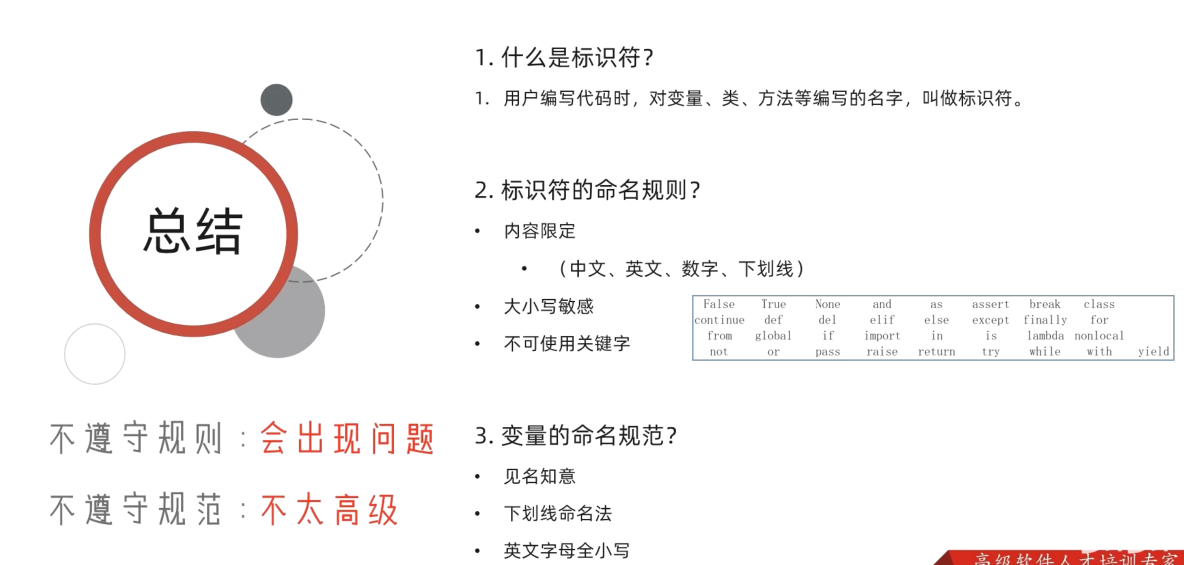 总结
不遵守规则：会出现问题
不遵守规范：不太高级
1. 什么是标识符？
1. 用户编写代码时，对变量、类、方法等编写的名字，叫做标识符。
2. 标识符的命名规则？
• 内容限定
• （中文、英文、数字、下划线）
• 大小写敏感
• 不可使用关键字
False True None and as assert break class
continue def del elif else except finally for
from global if import in is lambda nonlocal
not or pass raise return try while with yield
3. 变量的命名规范？
• 见名知意
• 下划线命名法
• 英文字母全小写
高级软件人才培训专家